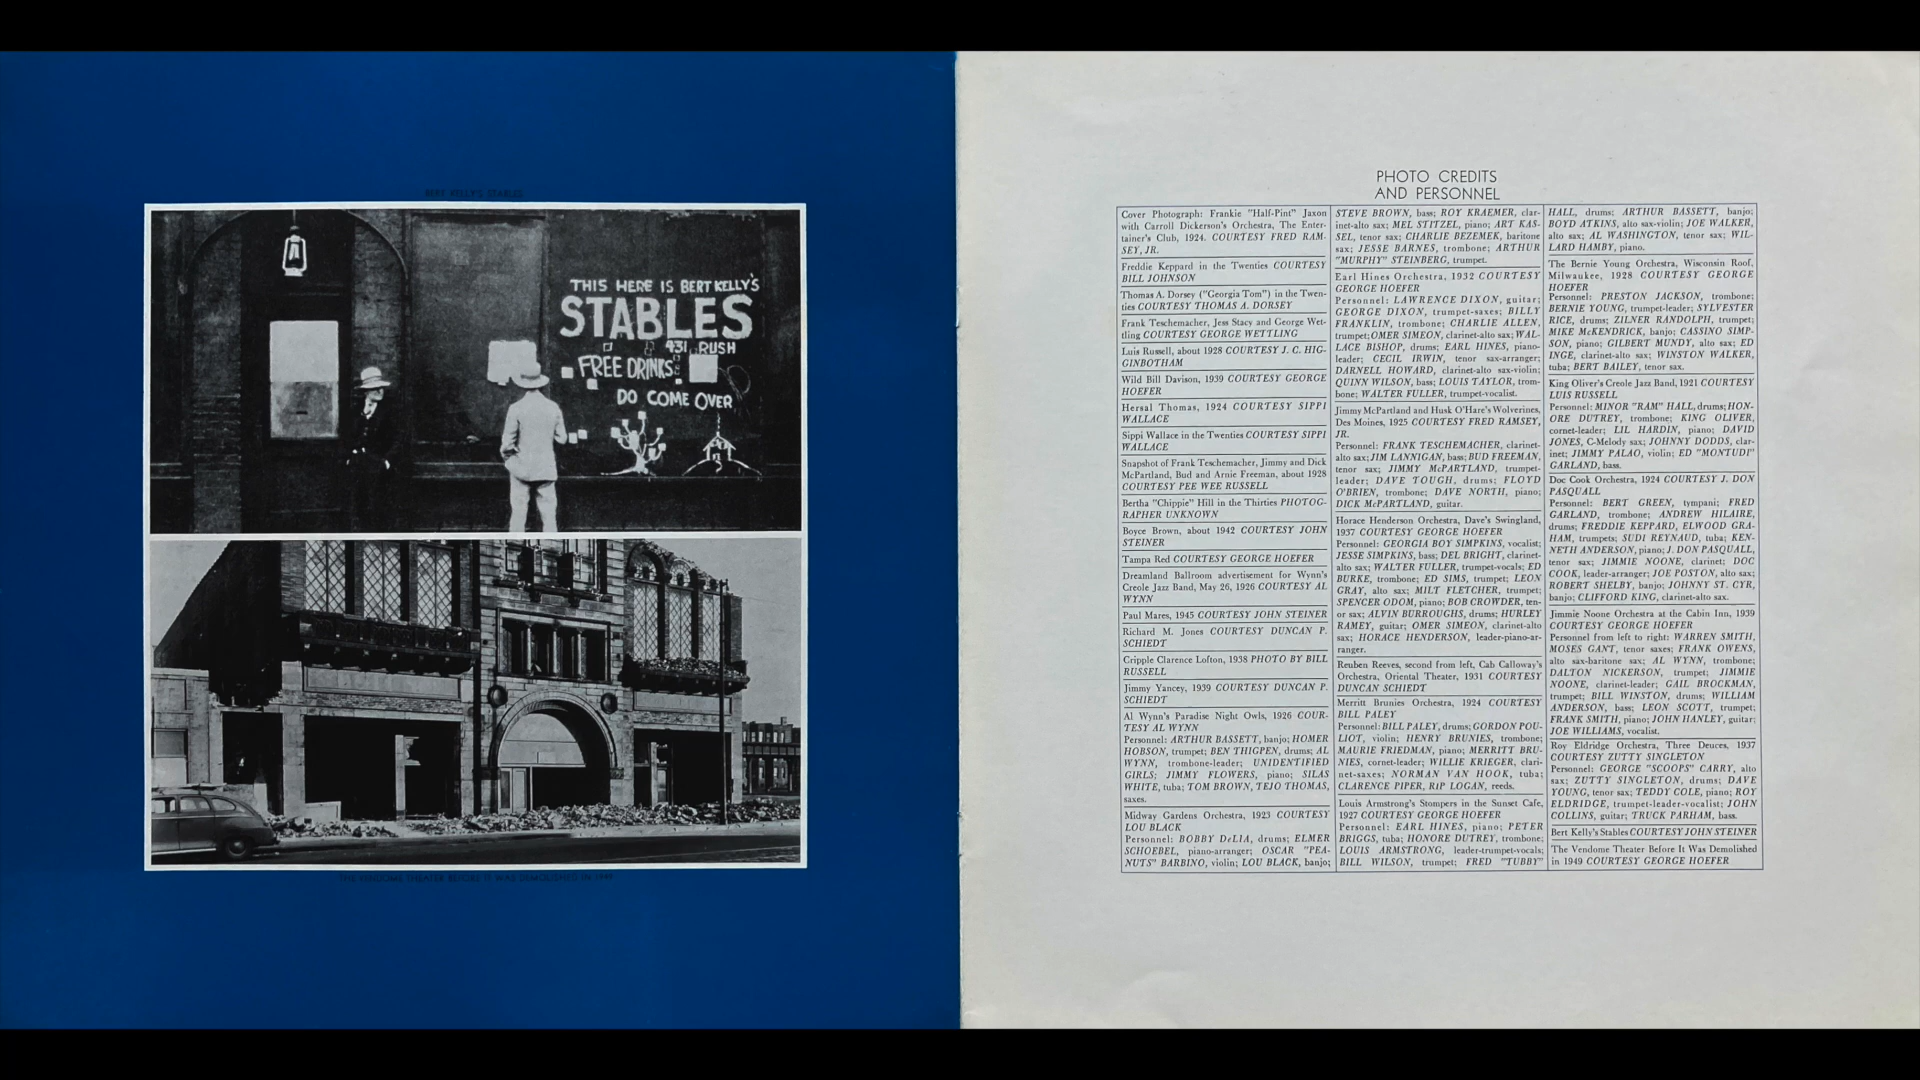 BERT KELLY'S STABLES
THIS HERE IS BERT KELLY'S
STABLES
431 RUSH
FREE DRINKS
DO COME OVER
THE VENDOME THEATER BEFORE IT WAS DEMOLISHED IN 1949
PHOTO CREDITS
AND PERSONNEL
Cover Photograph: Frankie "Half-Pint" Jaxon
with Carroll Dickerson's Orchestra, The Enter-
tainer's Club, 1924. COURTESY FRED RAM-
SEY, JR.
Freddie Keppard in the Twenties COURTESY
BILL JOHNSON
Thomas A. Dorsey ("Georgia Tom") in the Twen-
ties COURTESY THOMAS A. DORSEY
Frank Teschemacher, Jess Stacy and George Wet-
tling COURTESY GEORGE WETTLING
Luis Russell, about 1928 COURTESY J. C. HIG-
GINBOTHAM
Wild Bill Davison, 1939 COURTESY GEORGE
HOEFER
Hersal Thomas, 1924 COURTESY SIPPI
WALLACE
Sippi Wallace in the Twenties COURTESY SIPPI
WALLACE
Snapshot of Frank Teschemacher, Jimmy and Dick
McPartland, Bud and Arnie Freeman, about 1928
COURTESY PEE WEE RUSSELL
Bertha "Chippie" Hill in the Thirties PHOTOG-
RAPHER UNKNOWN
Boyce Brown, about 1942 COURTESY JOHN
STEINER
Tampa Red COURTESY GEORGE HOEFER
Dreamland Ballroom advertisement for Wynn's
Creole Jazz Band, May 26, 1926 COURTESY AL
WYNN
Paul Mares, 1945 COURTESY JOHN STEINER
Richard M. Jones COURTESY DUNCAN P.
SCHIEDT
Cripple Clarence Lofton, 1938 PHOTO BY BILL
RUSSELL
Jimmy Yancey, 1939 COURTESY DUNCAN P.
SCHIEDT
Al Wynn's Paradise Night Owls, 1926 COUR-
TESY AL WYNN
Personnel: ARTHUR BASSETT, banjo; HOMER
HOBSON, trumpet; BEN THIGPEN, drums; AL
WYNN, trombone-leader; UNIDENTIFIED
GIRLS; JIMMY FLOWERS, piano; SILAS
WHITE, tuba; TOM BROWN, TEJO THOMAS,
saxes.
Midway Gardens Orchestra, 1923 COURTESY
LOU BLACK
Personnel: BOBBY DeLIA, drums; ELMER
SCHOEBEL, piano-arranger; OSCAR "PEA-
NUTS" BARBINO, violin; LOU BLACK, banjo;
STEVE BROWN, bass; ROY KRAEMER, clar-
inet-alto sax; MEL STITZEL, piano; ART KAS-
SEL, tenor sax; CHARLIE BEZEMEK, baritone
sax; JESSE BARNES, trombone; ARTHUR
"MURPHY" STEINBERG, trumpet.
Earl Hines Orchestra, 1932 COURTESY
GEORGE HOEFER
Personnel: LAWRENCE DIXON, guitar;
GEORGE DIXON, trumpet-saxes; BILLY
FRANKLIN, trombone; CHARLIE ALLEN,
trumpet; OMER SIMEON, clarinet-alto sax; WAL-
LACE BISHOP, drums; EARL HINES, piano-
leader; CECIL IRWIN, tenor sax-arranger;
DARNELL HOWARD, clarinet-alto sax-violin;
QUINN WILSON, bass; LOUIS TAYLOR, trom-
bone; WALTER FULLER, trumpet-vocalist.
Jimmy McPartland and Husk O'Hare's Wolverines,
Des Moines, 1925 COURTESY FRED RAMSEY,
JR.
Personnel: FRANK TESCHEMACHER, clarinet-
alto sax; JIM LANNIGAN, bass; BUD FREEMAN,
tenor sax; JIMMY McPARTLAND, trumpet-
leader; DAVE TOUGH, drums; FLOYD
O'BRIEN, trombone; DAVE NORTH, piano;
DICK McPARTLAND, guitar.
Horace Henderson Orchestra, Dave's Swingland,
1937 COURTESY GEORGE HOEFER
Personnel: GEORGIA BOY SIMPKINS, vocalist;
JESSE SIMPKINS, bass; DEL BRIGHT, clarinet-
alto sax; WALTER FULLER, trumpet-vocals; ED
BURKE, trombone; ED SIMS, trumpet; LEON
GRAY, alto sax; MILT FLETCHER, trumpet;
SPENCER ODOM, piano; BOB CROWDER, ten-
or sax; ALVIN BURROUGHS, drums; HURLEY
RAMEY, guitar; OMER SIMEON, clarinet-alto
sax; HORACE HENDERSON, leader-piano-ar-
ranger.
Reuben Reeves, second from left, Cab Calloway's
Orchestra, Oriental Theater, 1931 COURTESY
DUNCAN SCHIEDT
Merritt Brunies Orchestra, 1924 COURTESY
BILL PALEY
Personnel: BILL PALEY, drums; GORDON POU-
LIOT, violin; HENRY BRUNIES, trombone;
MAURIE FRIEDMAN, piano; MERRITT BRU-
NIES, cornet-leader; WILLIE KRIEGER, clari-
net-saxes; NORMAN VAN HOOK, tuba;
CLARENCE PIPER, RIP LOGAN, reeds.
Louis Armstrong's Stompers in the Sunset Cafe,
1927 COURTESY GEORGE HOEFER
Personnel: EARL HINES, piano; PETER
BRIGGS, tuba; HONORE DUTREY, trombone;
LOUIS ARMSTRONG, leader-trumpet-vocals;
BILL WILSON, trumpet; FRED "TUBBY"
HALL, drums; ARTHUR BASSETT, banjo;
BOYD ATKINS, alto sax-violin; JOE WALKER,
alto sax; AL WASHINGTON, tenor sax; WIL-
LARD HAMBY, piano.
The Bernie Young Orchestra, Wisconsin Roof,
Milwaukee, 1928 COURTESY GEORGE
HOEFER
Personnel: PRESTON JACKSON, trombone;
BERNIE YOUNG, trumpet-leader; SYLVESTER
RICE, drums; ZILNER RANDOLPH, trumpet;
MIKE McKENDRICK, banjo; CASSINO SIMP-
SON, piano; GILBERT MUNDY, alto sax; ED
INGE, clarinet-alto sax; WINSTON WALKER,
tuba; BERT BAILEY, tenor sax.
King Oliver's Creole Jazz Band, 1921 COURTESY
LUIS RUSSELL
Personnel: MINOR "RAM" HALL, drums; HON-
ORE DUTREY, trombone; KING OLIVER,
cornet-leader; LIL HARDIN, piano; DAVID
JONES, C-Melody sax; JOHNNY DODDS, clar-
inet; JIMMY PALAO, violin; ED "MONTUDI"
GARLAND, bass.
Doc Cook Orchestra, 1924 COURTESY J. DON
PASQUALL
Personnel: BERT GREEN, tympani; FRED
GARLAND, trombone; ANDREW HILAIRE,
drums; FREDDIE KEPPARD, ELWOOD GRA-
HAM, trumpets; SUDI REYNAUD, tuba; KEN-
NETH ANDERSON, piano; J. DON PASQUALL,
tenor sax; JIMMIE NOONE, clarinet; DOC
COOK, leader-arranger; JOE POSTON, alto sax;
ROBERT SHELBY, banjo; JOHNNY ST. CYR,
banjo; CLIFFORD KING, clarinet-alto sax.
Jimmie Noone Orchestra at the Cabin Inn, 1939
COURTESY GEORGE HOEFER
Personnel from left to right: WARREN SMITH,
MOSES GANT, tenor saxes; FRANK OWENS,
alto sax-baritone sax; AL WYNN, trombone;
DALTON NICKERSON, trumpet; JIMMIE
NOONE, clarinet-leader; GAIL BROCKMAN,
trumpet; BILL WINSTON, drums; WILLIAM
ANDERSON, bass; LEON SCOTT, trumpet;
FRANK SMITH, piano; JOHN HANLEY, guitar;
JOE WILLIAMS, vocalist.
Roy Eldridge Orchestra, Three Deuces, 1937
COURTESY ZUTTY SINGLETON
Personnel: GEORGE "SCOOPS" CARRY, alto
sax; ZUTTY SINGLETON, drums; DAVE
YOUNG, tenor sax; TEDDY COLE, piano; ROY
ELDRIDGE, trumpet-leader-vocalist; JOHN
COLLINS, guitar; TRUCK PARHAM, bass.
Bert Kelly's Stables COURTESY JOHN STEINER
The Vendome Theater Before It Was Demolished
in 1949 COURTESY GEORGE HOEFER